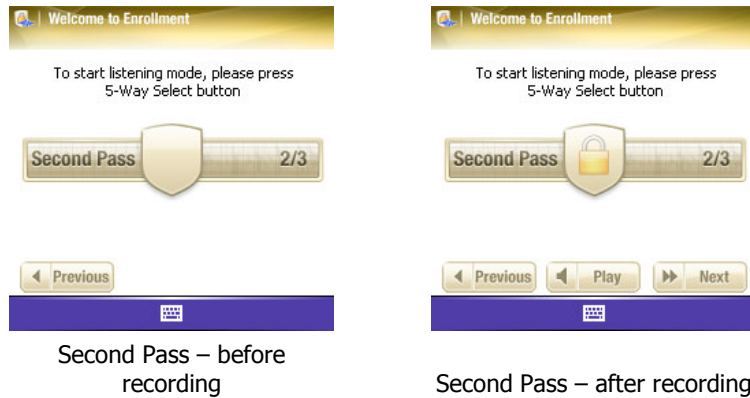 Welcome to Enrollment
To start listening mode, please press
5-Way Select button
Second Pass 2/3
Previous
Second Pass – before
recording
Welcome to Enrollment
To start listening mode, please press
5-Way Select button
Second Pass 2/3
Previous Play Next
Second Pass – after recording